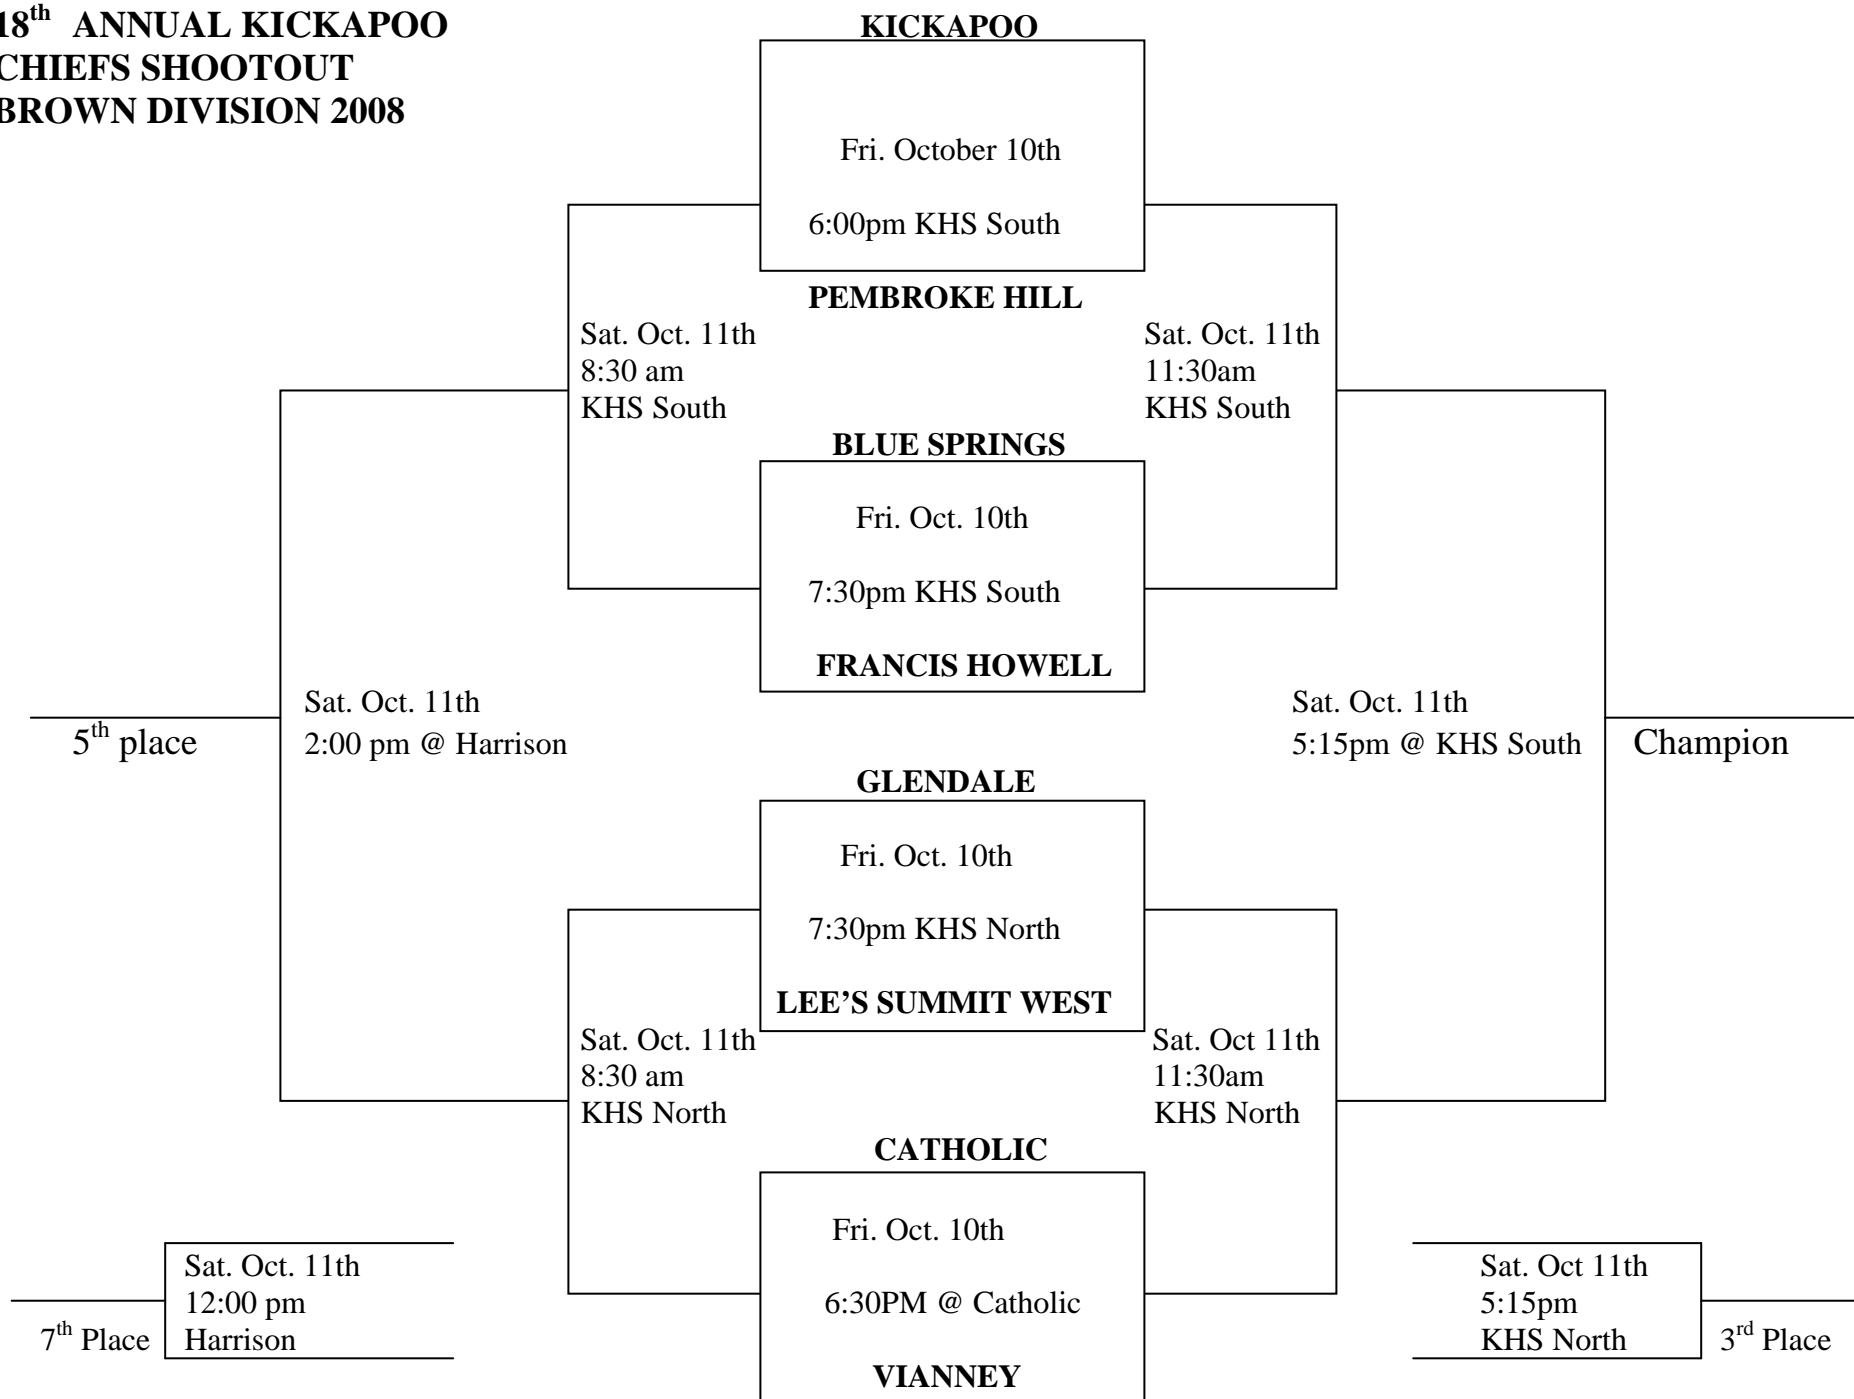 18th ANNUAL KICKAPOO
CHIEFS SHOOTOUT
BROWN DIVISION 2008
KICKAPOO
Fri. October 10th
6:00pm KHS South
PEMBROKE HILL
Sat. Oct. 11th
8:30 am
KHS South
Sat. Oct. 11th
11:30am
KHS South
BLUE SPRINGS
Fri. Oct. 10th
7:30pm KHS South
FRANCIS HOWELL
5th place
Sat. Oct. 11th
2:00 pm @ Harrison
Sat. Oct. 11th
5:15pm @ KHS South
Champion
GLENDALE
Fri. Oct. 10th
7:30pm KHS North
LEE’S SUMMIT WEST
Sat. Oct. 11th
8:30 am
KHS North
Sat. Oct 11th
11:30am
KHS North
CATHOLIC
Fri. Oct. 10th
6:30PM @ Catholic
VIANNEY
Sat. Oct. 11th
12:00 pm
Harrison
7th Place
Sat. Oct 11th
5:15pm
KHS North
3rd Place